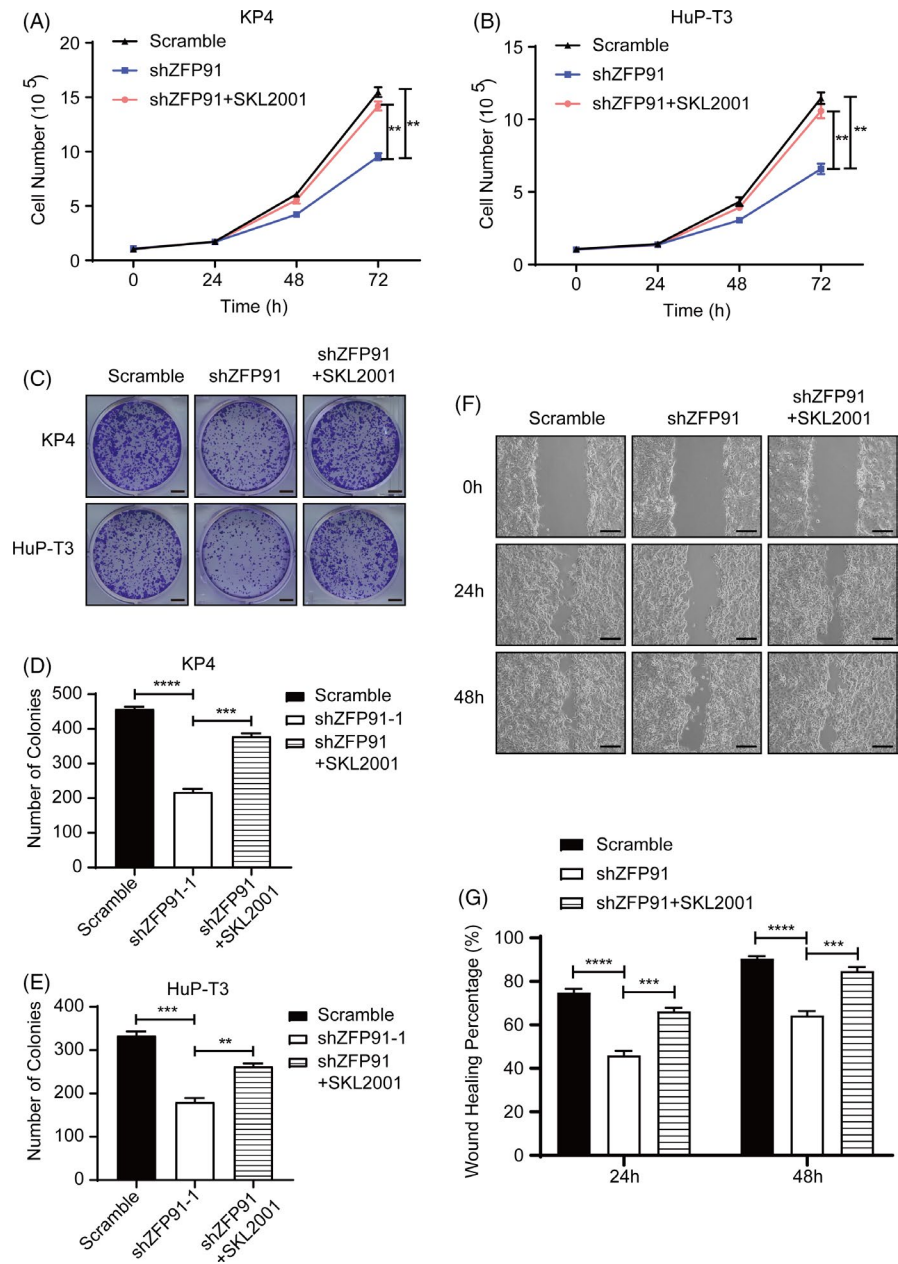 (A)
KP4
Scramble
shZFP91
shZFP91+SKL2001
Cell Number (10 5)
20
15
10
5
0
**
**
0 24 48 72
Time (h)
(B)
HuP-T3
Scramble
shZFP91
shZFP91+SKL2001
Cell Number (10 5)
15
10
5
0
**
**
0 24 48 72
Time (h)
(C)
Scramble shZFP91 shZFP91
+SKL2001
KP4
HuP-T3
(D)
KP4
Number of Colonies
500
400
300
200
100
0
**** ***
Scramble
shZFP91-1
shZFP91
+SKL2001
Scramble
shZFP91-1
shZFP91
+SKL2001
(E)
HuP-T3
Number of Colonies
400
300
200
100
0
*** **
Scramble
shZFP91-1
shZFP91
+SKL2001
Scramble
shZFP91-1
shZFP91
+SKL2001
(F)
Scramble shZFP91 shZFP91
+SKL2001
0h
24h
48h
(G)
Scramble
shZFP91
shZFP91+SKL2001
Wound Healing Percentage (%)
100
80
60
40
20
0
**** ***
**** ***
24h 48h